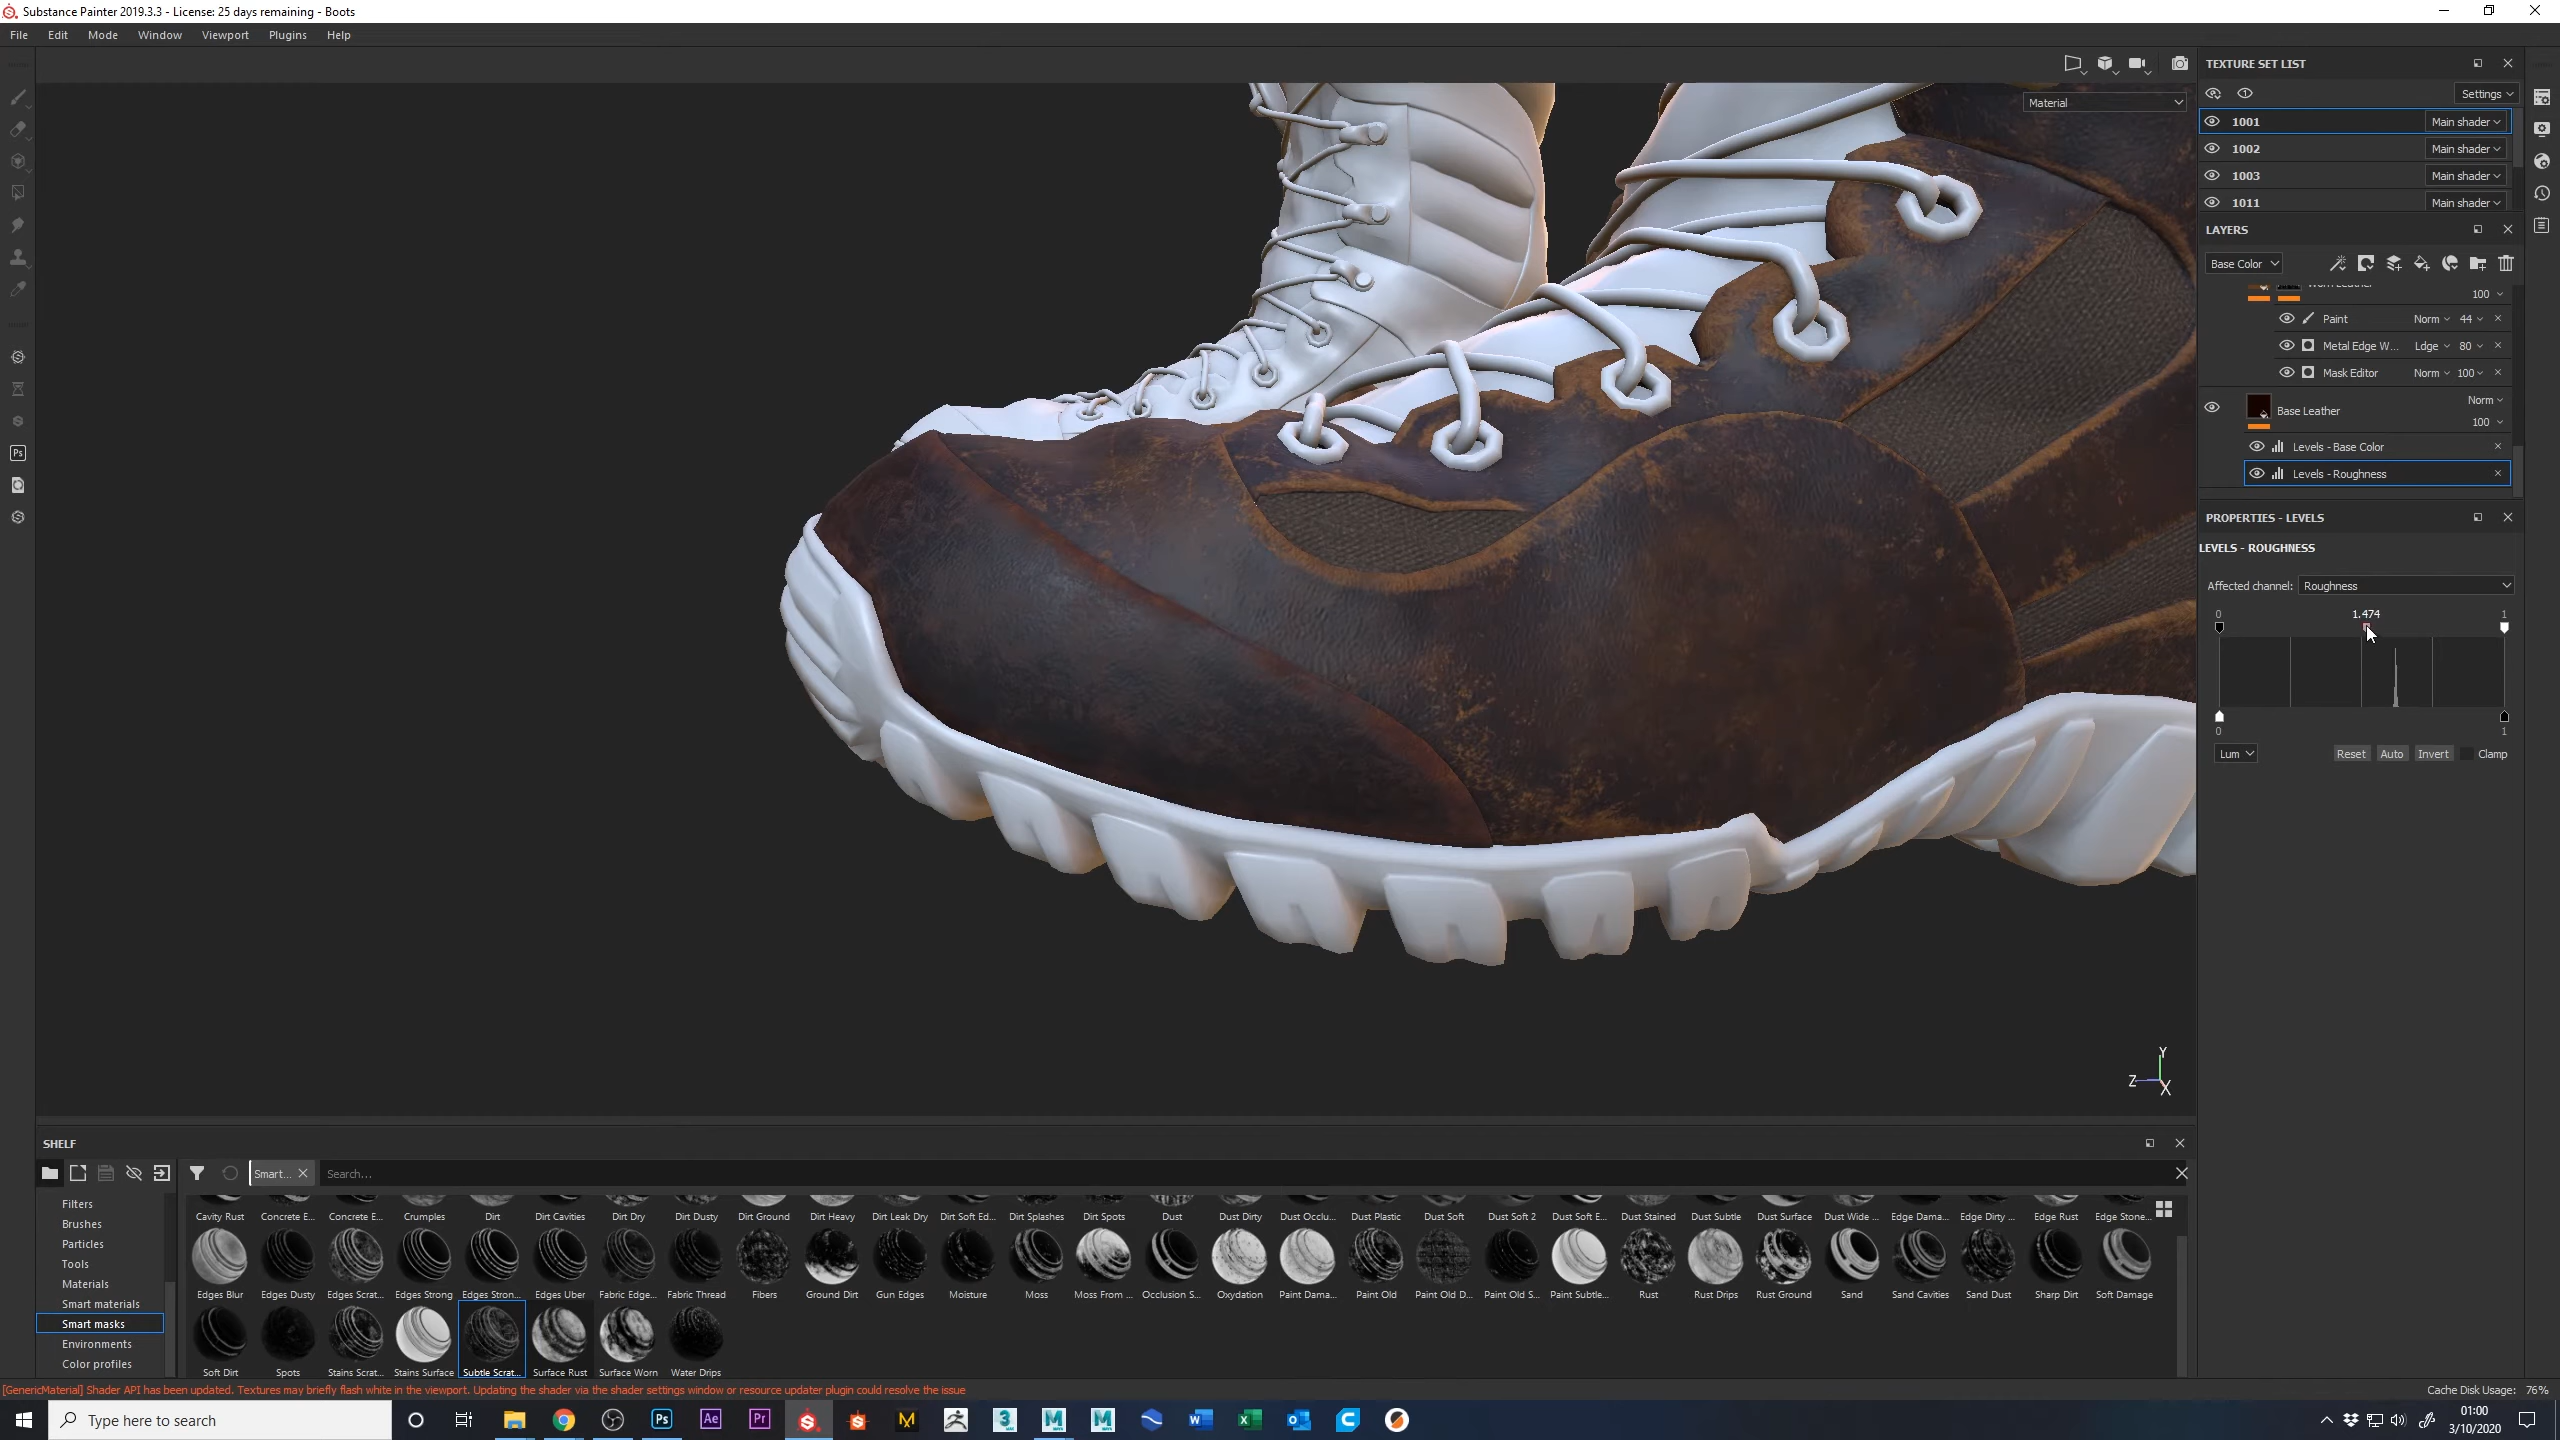 Substance Painter 2019.3.3 - License: 25 days remaining - Boots
File Edit Mode Window Viewport Plugins Help
Material
TEXTURE SET LIST
Settings
1001 Main shader
1002 Main shader
1003 Main shader
1011 Main shader
LAYERS
Base Color
100
Paint Norm 44
Metal Edge W... Ldge 80
Mask Editor Norm 100
Norm
Base Leather
100
Levels - Base Color
Levels - Roughness
PROPERTIES - LEVELS
LEVELS - ROUGHNESS
Affected channel: Roughness
0 1.474 1
0 1
Lum Reset Auto Invert Clamp
Y
Z
X
SHELF
Smart... Search...
Filters
Brushes
Particles
Tools
Materials
Smart materials
Smart masks
Environments
Color profiles
Cavity Rust Concrete E... Concrete E... Crumples Dirt Dirt Cavities Dirt Dry Dirt Dusty Dirt Ground Dirt Heavy Dirt Leak Dry Dirt Soft Ed... Dirt Splashes Dirt Spots Dust Dust Dirty Dust Occlu... Dust Plastic Dust Soft Dust Soft 2 Dust Soft E... Dust Stained Dust Subtle Dust Surface Dust Wide ... Edge Dama... Edge Dirty ... Edge Rust Edge Stone...
Edges Blur Edges Dusty Edges Scrat... Edges Strong Edges Stron... Edges Uber Fabric Edge... Fabric Thread Fibers Ground Dirt Gun Edges Moisture Moss Moss From ... Occlusion S... Oxydation Paint Dama... Paint Old Paint Old D... Paint Old S... Paint Subtle... Rust Rust Drips Rust Ground Sand Sand Cavities Sand Dust Sharp Dirt Soft Damage
Soft Dirt Spots Stains Scrat... Stains Surface Subtle Scrat... Surface Rust Surface Worn Water Drips
[GenericMaterial] Shader API has been updated. Textures may briefly flash white in the viewport. Updating the shader via the shader settings window or resource updater plugin could resolve the issue
Cache Disk Usage: 76%
Type here to search
Ps Ae Pr
01:00
3/10/2020